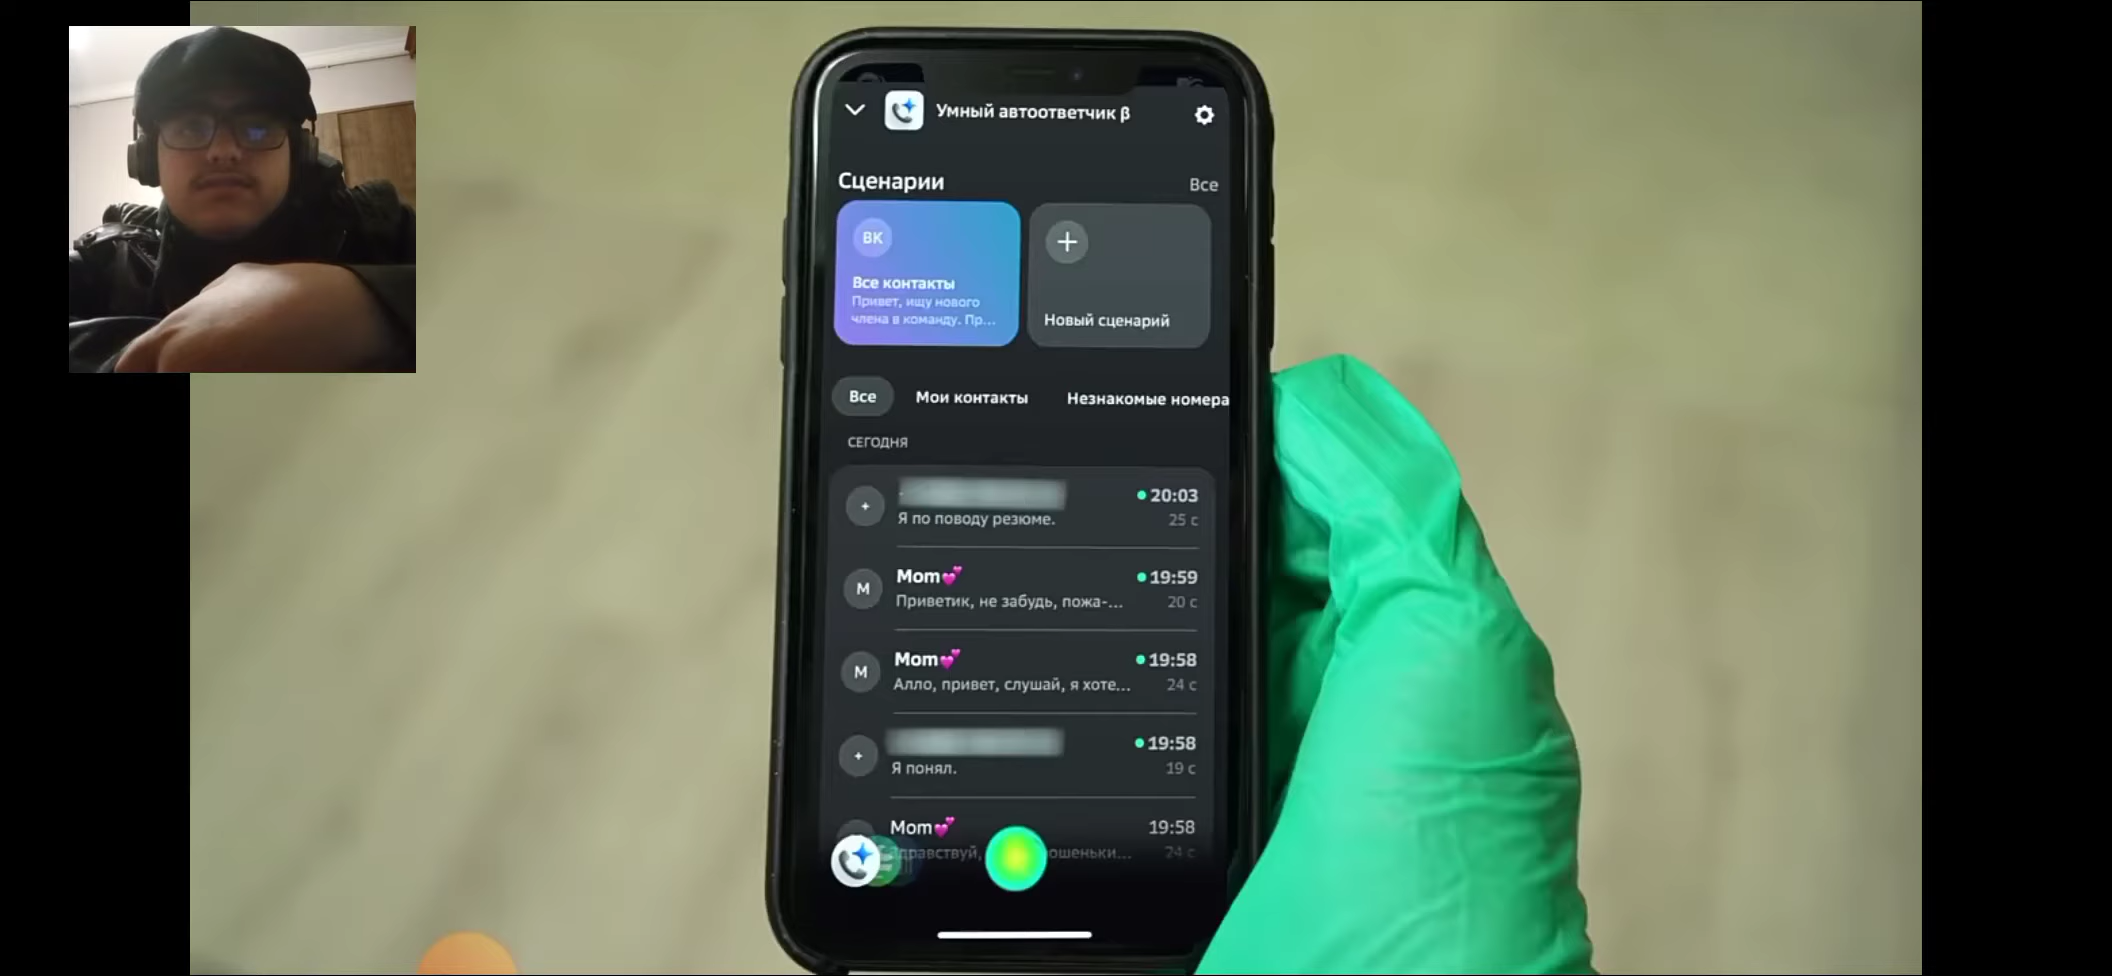 Умный автоответчик β
Сценарии
Все
ВК
Все контакты
Привет, ищу нового
члена в команду. Пр...
Новый сценарий
Все
Мои контакты
Незнакомые номера
СЕГОДНЯ
20:03
Я по поводу резюме.
25 с
М
Mom💕
19:59
Приветик, не забудь, пожа-...
20 с
М
Mom💕
19:58
Алло, привет, слушай, я хоте...
24 с
19:58
Я понял.
19 с
Mom💕
19:58
дравствуй,
ошеньки...
24 с